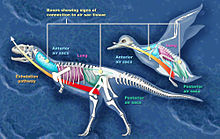 Bones showing signs of
connection to air sac tissue
Anterior
air sacs
Lung
Anterior
air sacs
Lung
Exhalation
pathway
Posterior
air sacs
Posterior
air sacs